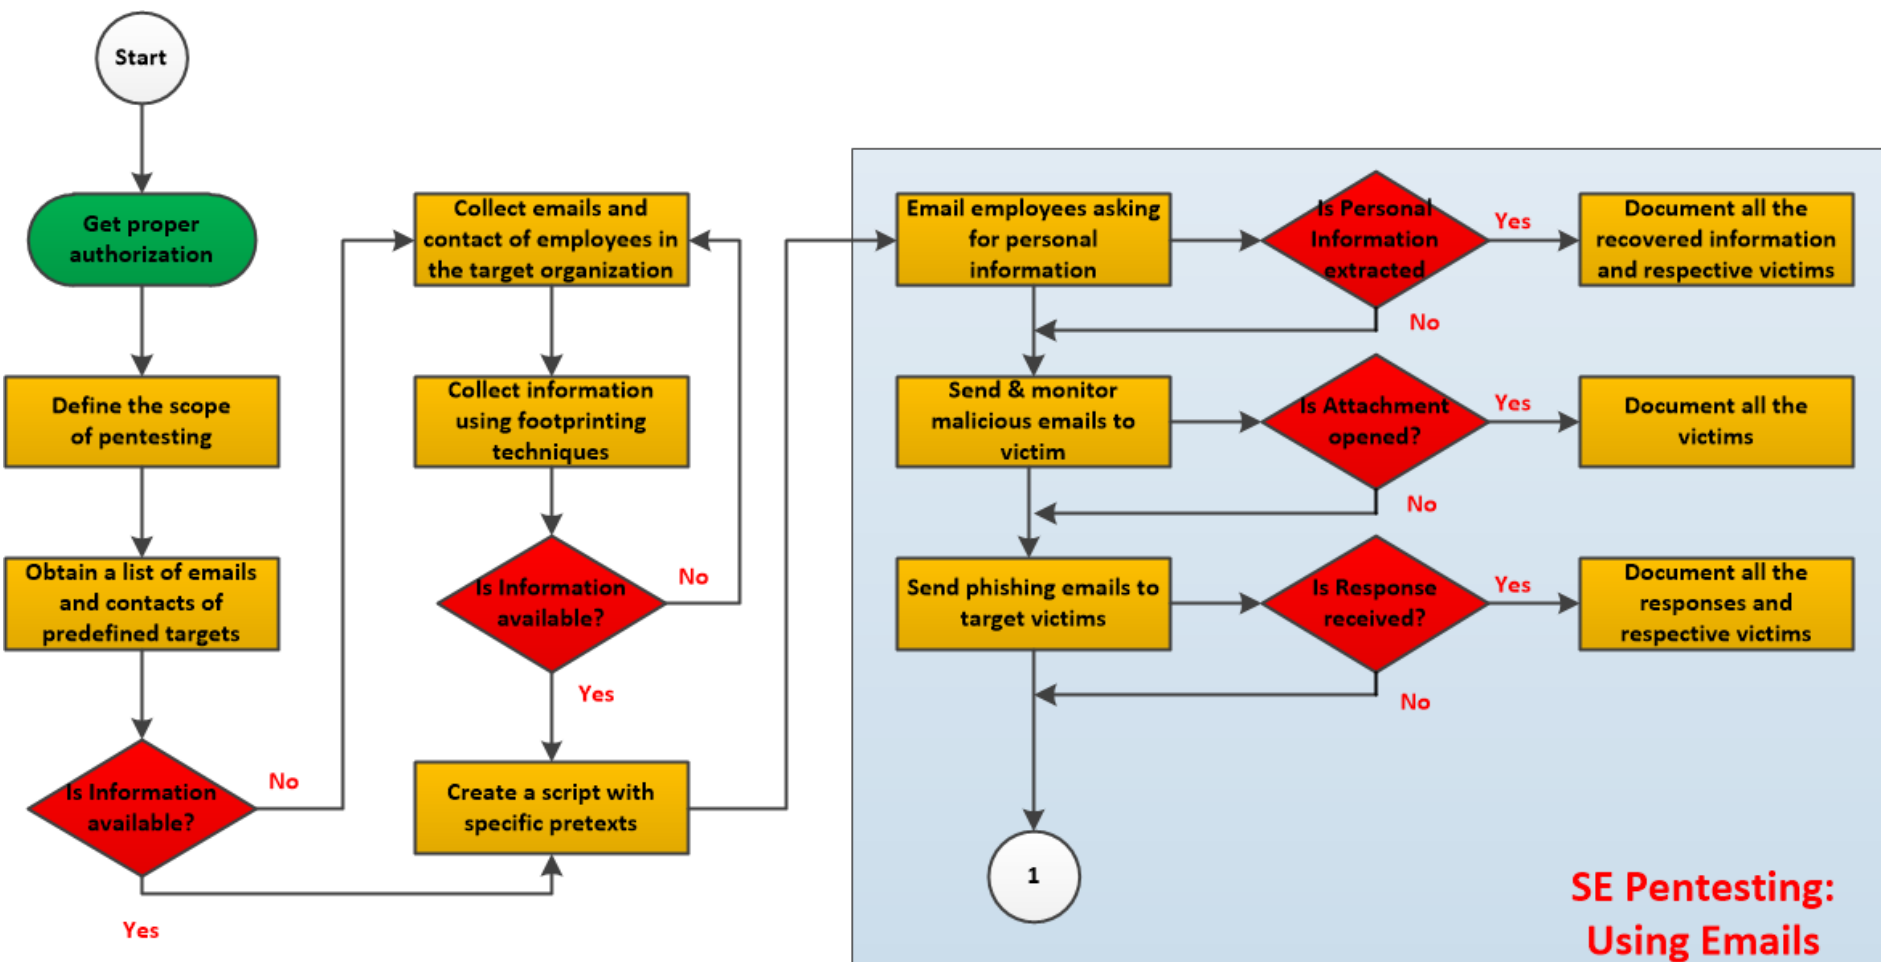 Start
Get proper
authorization
Define the scope
of pentesting
Obtain a list of emails
and contacts of
predefined targets
Is Information
available?
No
Yes
Collect emails and
contact of employees in
the target organization
Collect information
using footprinting
techniques
Is Information
available?
No
Yes
Create a script with
specific pretexts
Email employees asking
for personal
information
Is Personal
Information
extracted
Yes
Document all the
recovered information
and respective victims
No
Send & monitor
malicious emails to
victim
Is Attachment
opened?
Yes
Document all the
victims
No
Send phishing emails to
target victims
Is Response
received?
Yes
Document all the
responses and
respective victims
No
1
SE Pentesting:
Using Emails